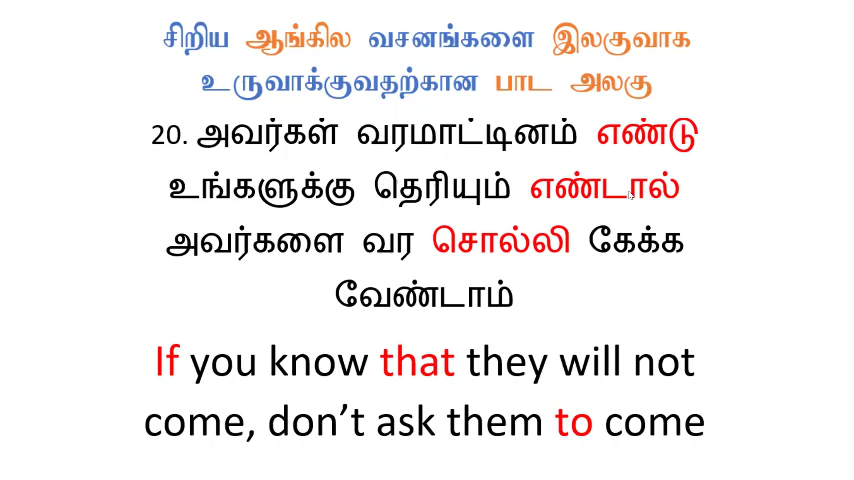 சிறிய ஆங்கில வசனங்களை இலகுவாக
உருவாக்குவதற்கான பாட அலகு
20. அவர்கள் வரமாட்டினம் எண்டு
உங்களுக்கு தெரியும் எண்டால்
அவர்களை வர சொல்லி கேக்க
வேண்டாம்
If you know that they will not
come, don’t ask them to come